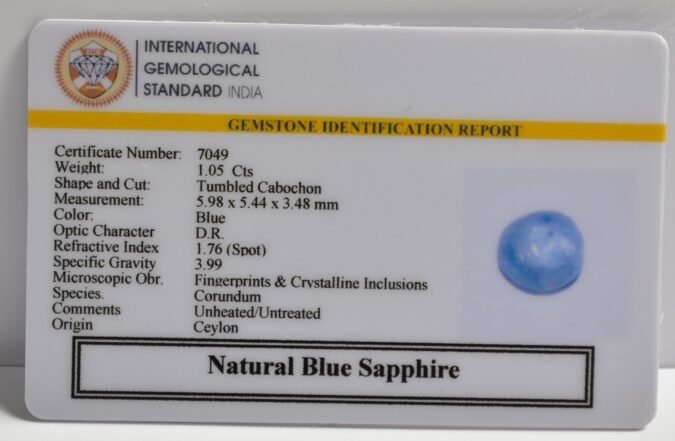 IGS
INTERNATIONAL
GEMOLOGICAL
STANDARD INDIA
GEMSTONE IDENTIFICATION REPORT
Certificate Number: 7049
Weight: 1.05 Cts
Shape and Cut: Tumbled Cabochon
Measurement: 5.98 x 5.44 x 3.48 mm
Color: Blue
Optic Character D.R.
Refractive Index 1.76 (Spot)
Specific Gravity 3.99
Microscopic Obr. Fingerprints & Crystalline Inclusions
Species. Corundum
Comments Unheated/Untreated
Origin Ceylon
Natural Blue Sapphire